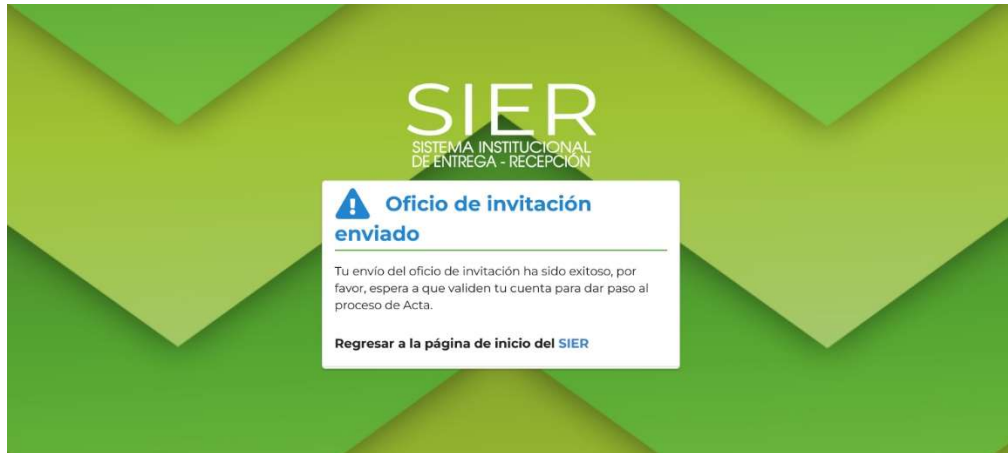 SIER
SISTEMA INSTITUCIONAL
DE ENTREGA - RECEPCIÓN
Oficio de invitación
enviado
Tu envío del oficio de invitación ha sido exitoso, por
favor, espera a que validen tu cuenta para dar paso al
proceso de Acta.
Regresar a la página de inicio del SIER